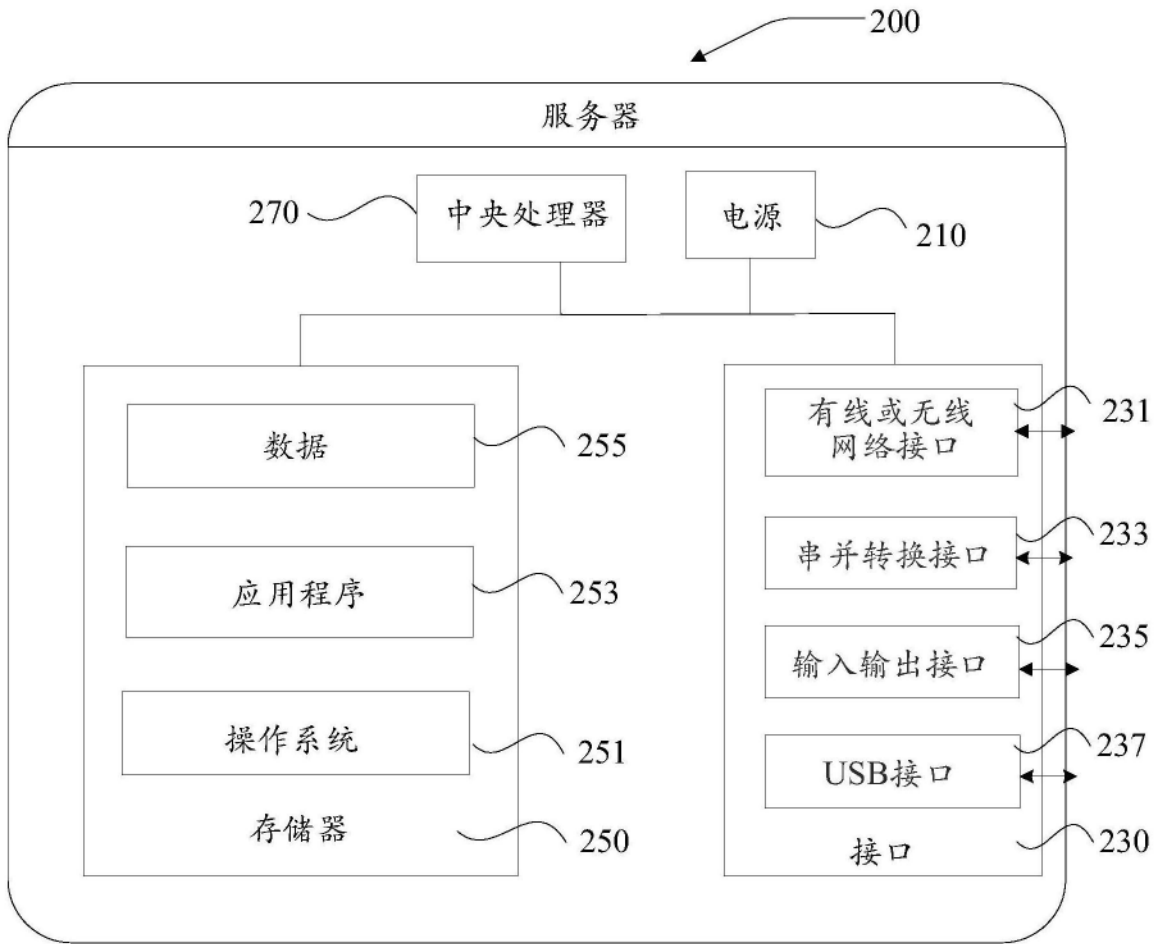 200
服务器
270
中央处理器
电源
210
数据
255
应用程序
253
操作系统
251
存储器
250
有线或无线
网络接口
231
串并转换接口
233
输入输出接口
235
USB接口
237
接口
230